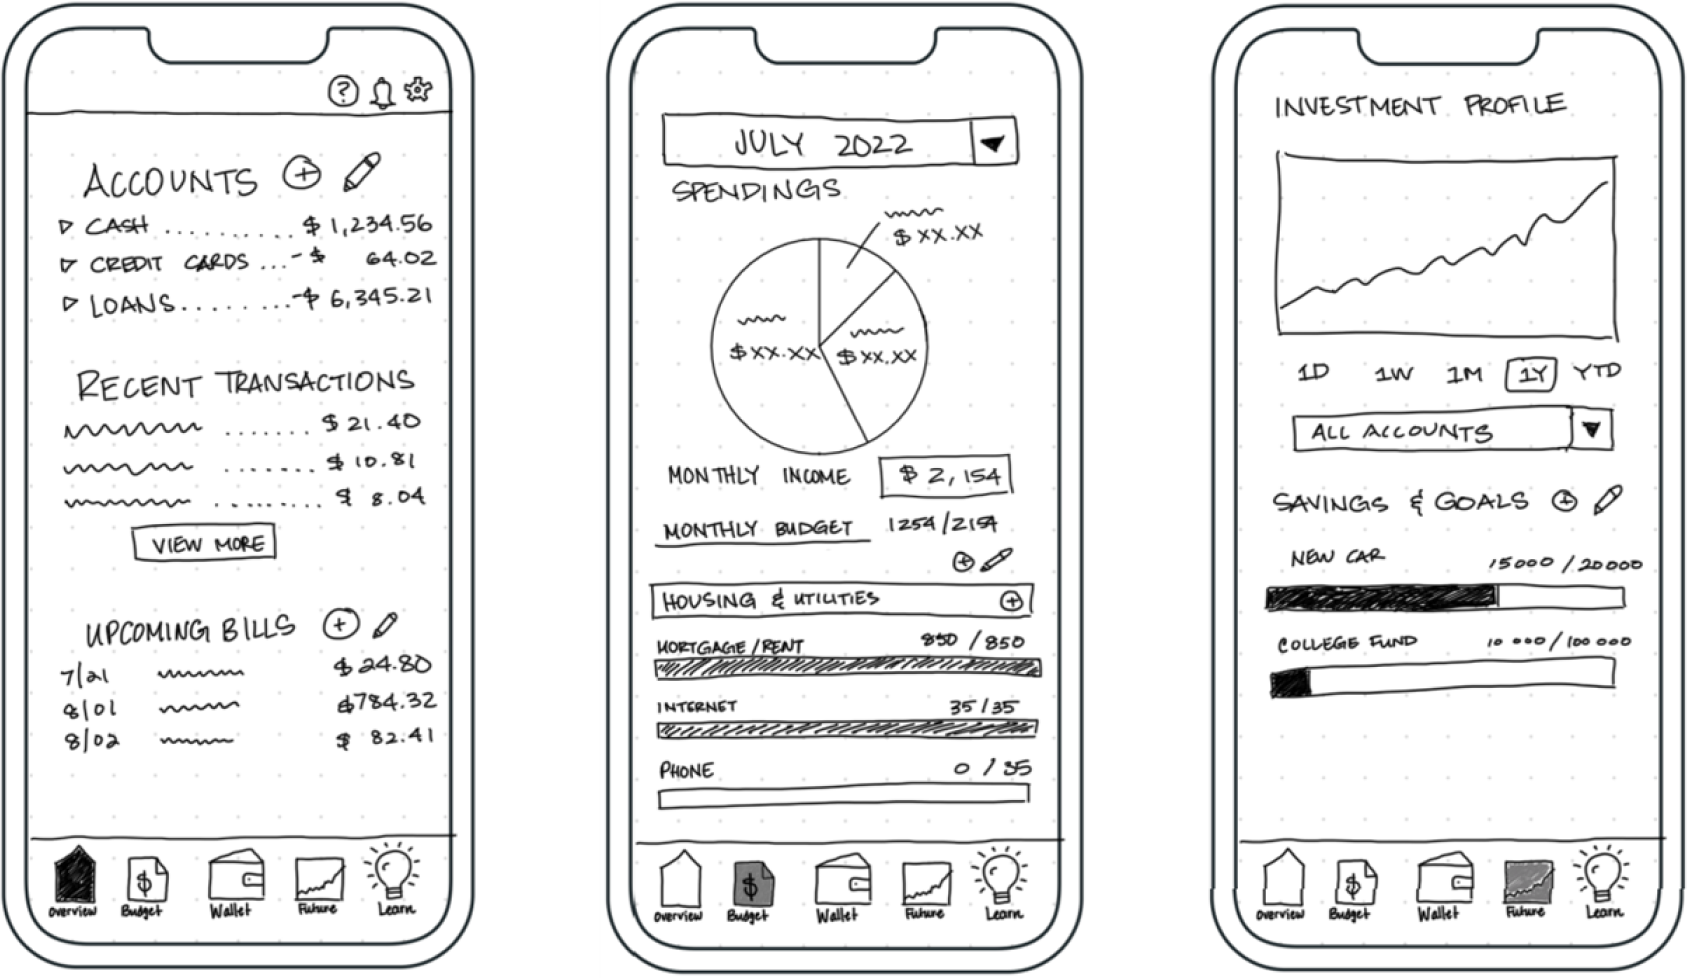 ACCOUNTS
CASH .......... $ 1,234.56
CREDIT CARDS ...-$ 64.02
LOANS........-$ 6,345.21
RECENT TRANSACTIONS
....... $ 21.40
....... $ 10.81
........ $ 8.04
VIEW MORE
UPCOMING BILLS
7/21 $24.80
8/01 $784.32
8/02 $ 82.41
Overview Budget Wallet Future Learn
JULY 2022
SPENDINGS
$ XX.XX
$ XX.XX $ XX.XX
MONTHLY INCOME $ 2,154
MONTHLY BUDGET 1254/2154
HOUSING & UTILITIES
MORTGAGE/RENT 850 / 850
INTERNET 35/35
PHONE 0 / 35
Overview Budget Wallet Future Learn
INVESTMENT PROFILE
1D 1W 1M 1Y YTD
ALL ACCOUNTS
SAVINGS & GOALS
NEW CAR 15000 / 20000
COLLEGE FUND 10 000/100 000
Overview Budget Wallet Future Learn